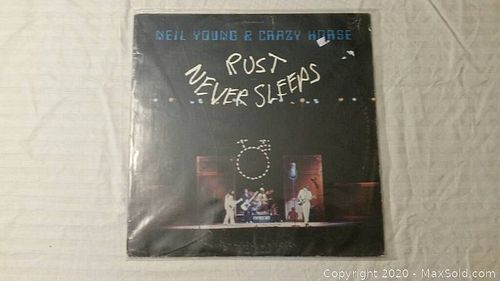 NEIL YOUNG & CRAZY HORSE
RUST
NEVER SLEEPS
Copyright © 2020 - MaxSold.com